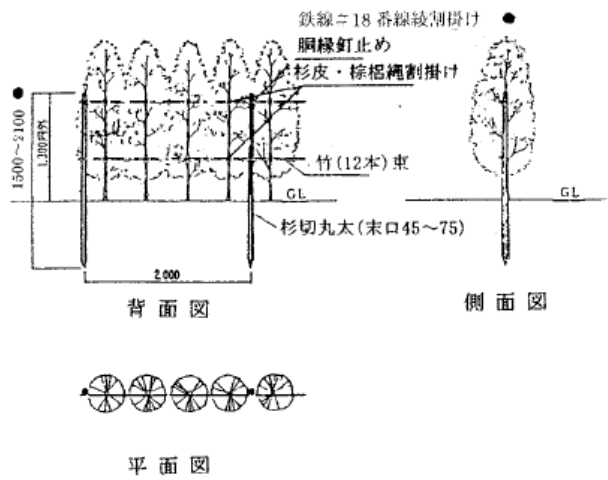 鉄線#18番線綾割掛け
胴縁釘止め
杉皮・棕梠縄割掛け
1500～2100
1,300内外
竹(12本)束
GL
GL
杉切丸太(末口45～75)
2,000
背面図
側面図
平面図